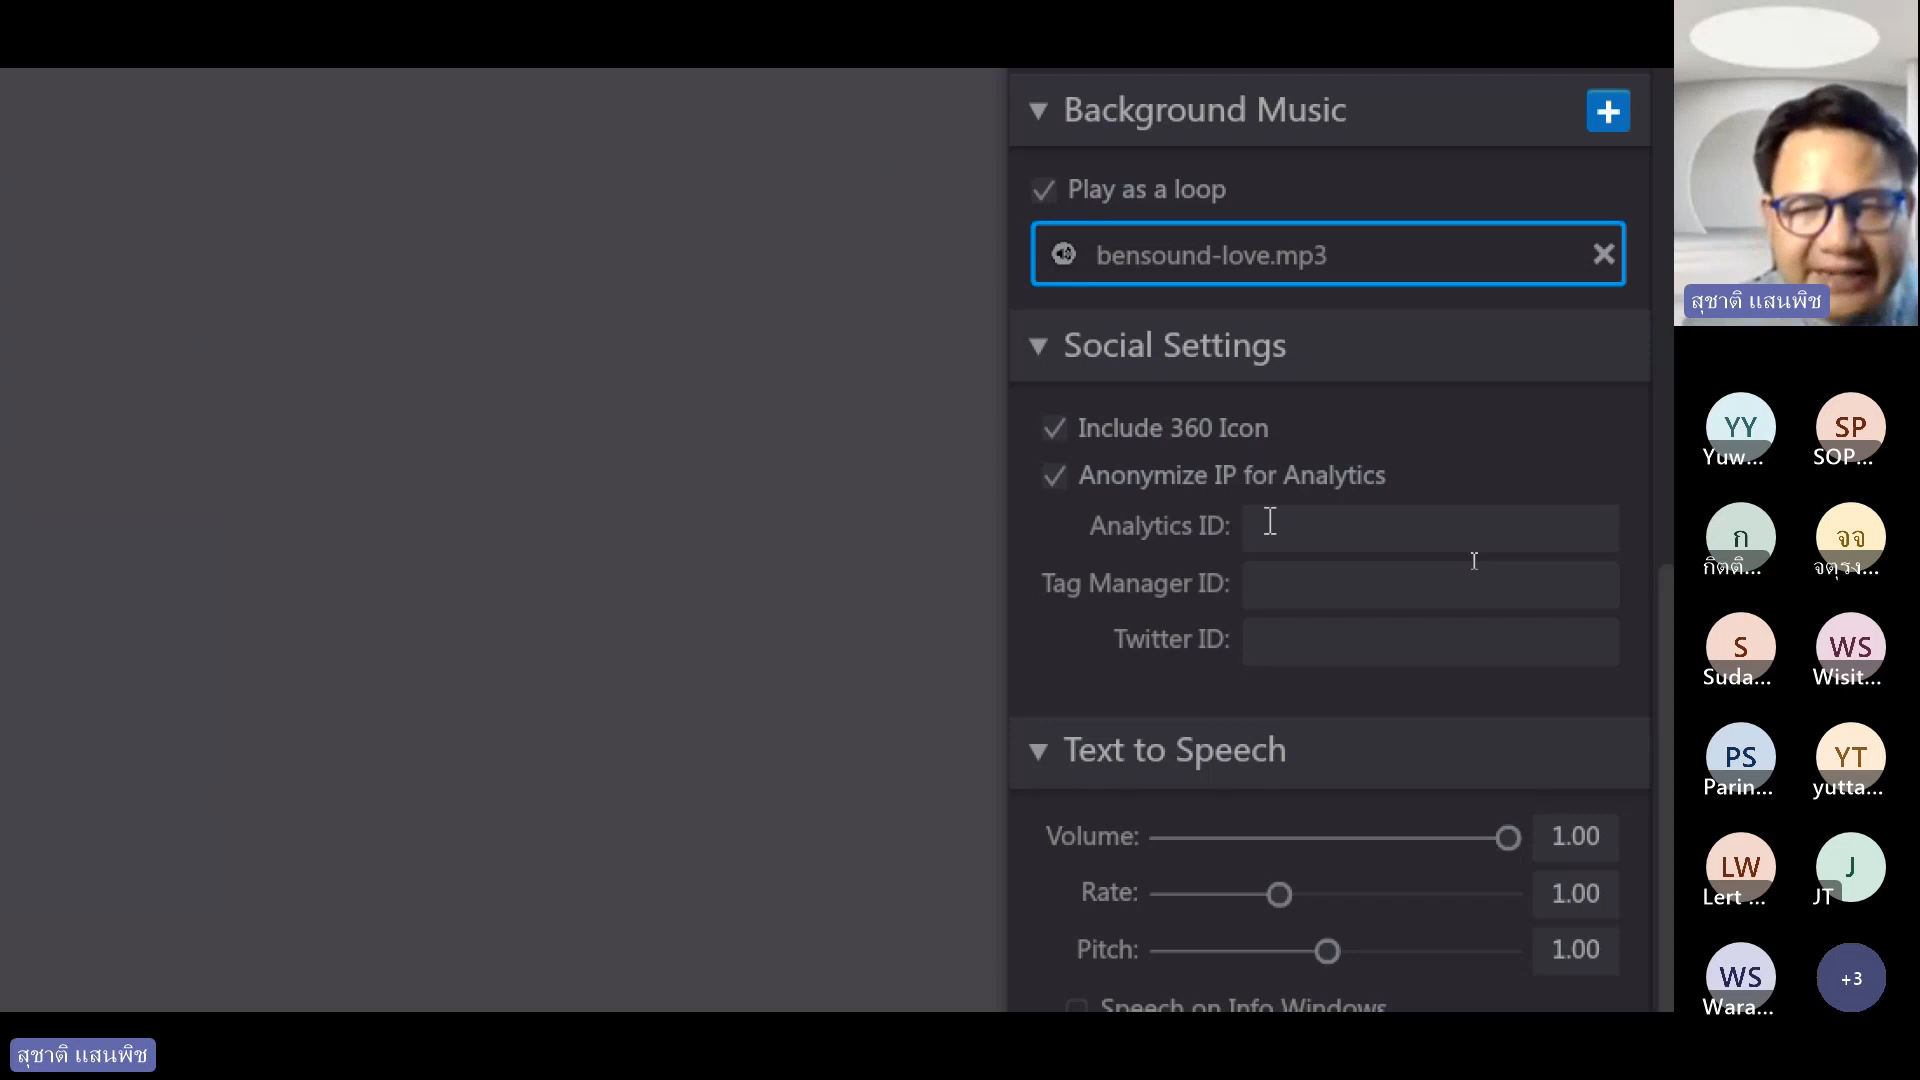 Background Music
Play as a loop
bensound-love.mp3
Social Settings
Include 360 Icon
Anonymize IP for Analytics
Analytics ID:
Tag Manager ID:
Twitter ID:
Text to Speech
Volume: 1.00
Rate: 1.00
Pitch: 1.00
Speech on Info Windows
สุชาติ แสนพิช
YY SP
Yuw... SOP...
ก จจ
กิตติ... จตุรง...
S WS
Suda... Wisit...
PS YT
Parin... yutta...
LW J
Lert ... JT
WS +3
Wara...
สุชาติ แสนพิช